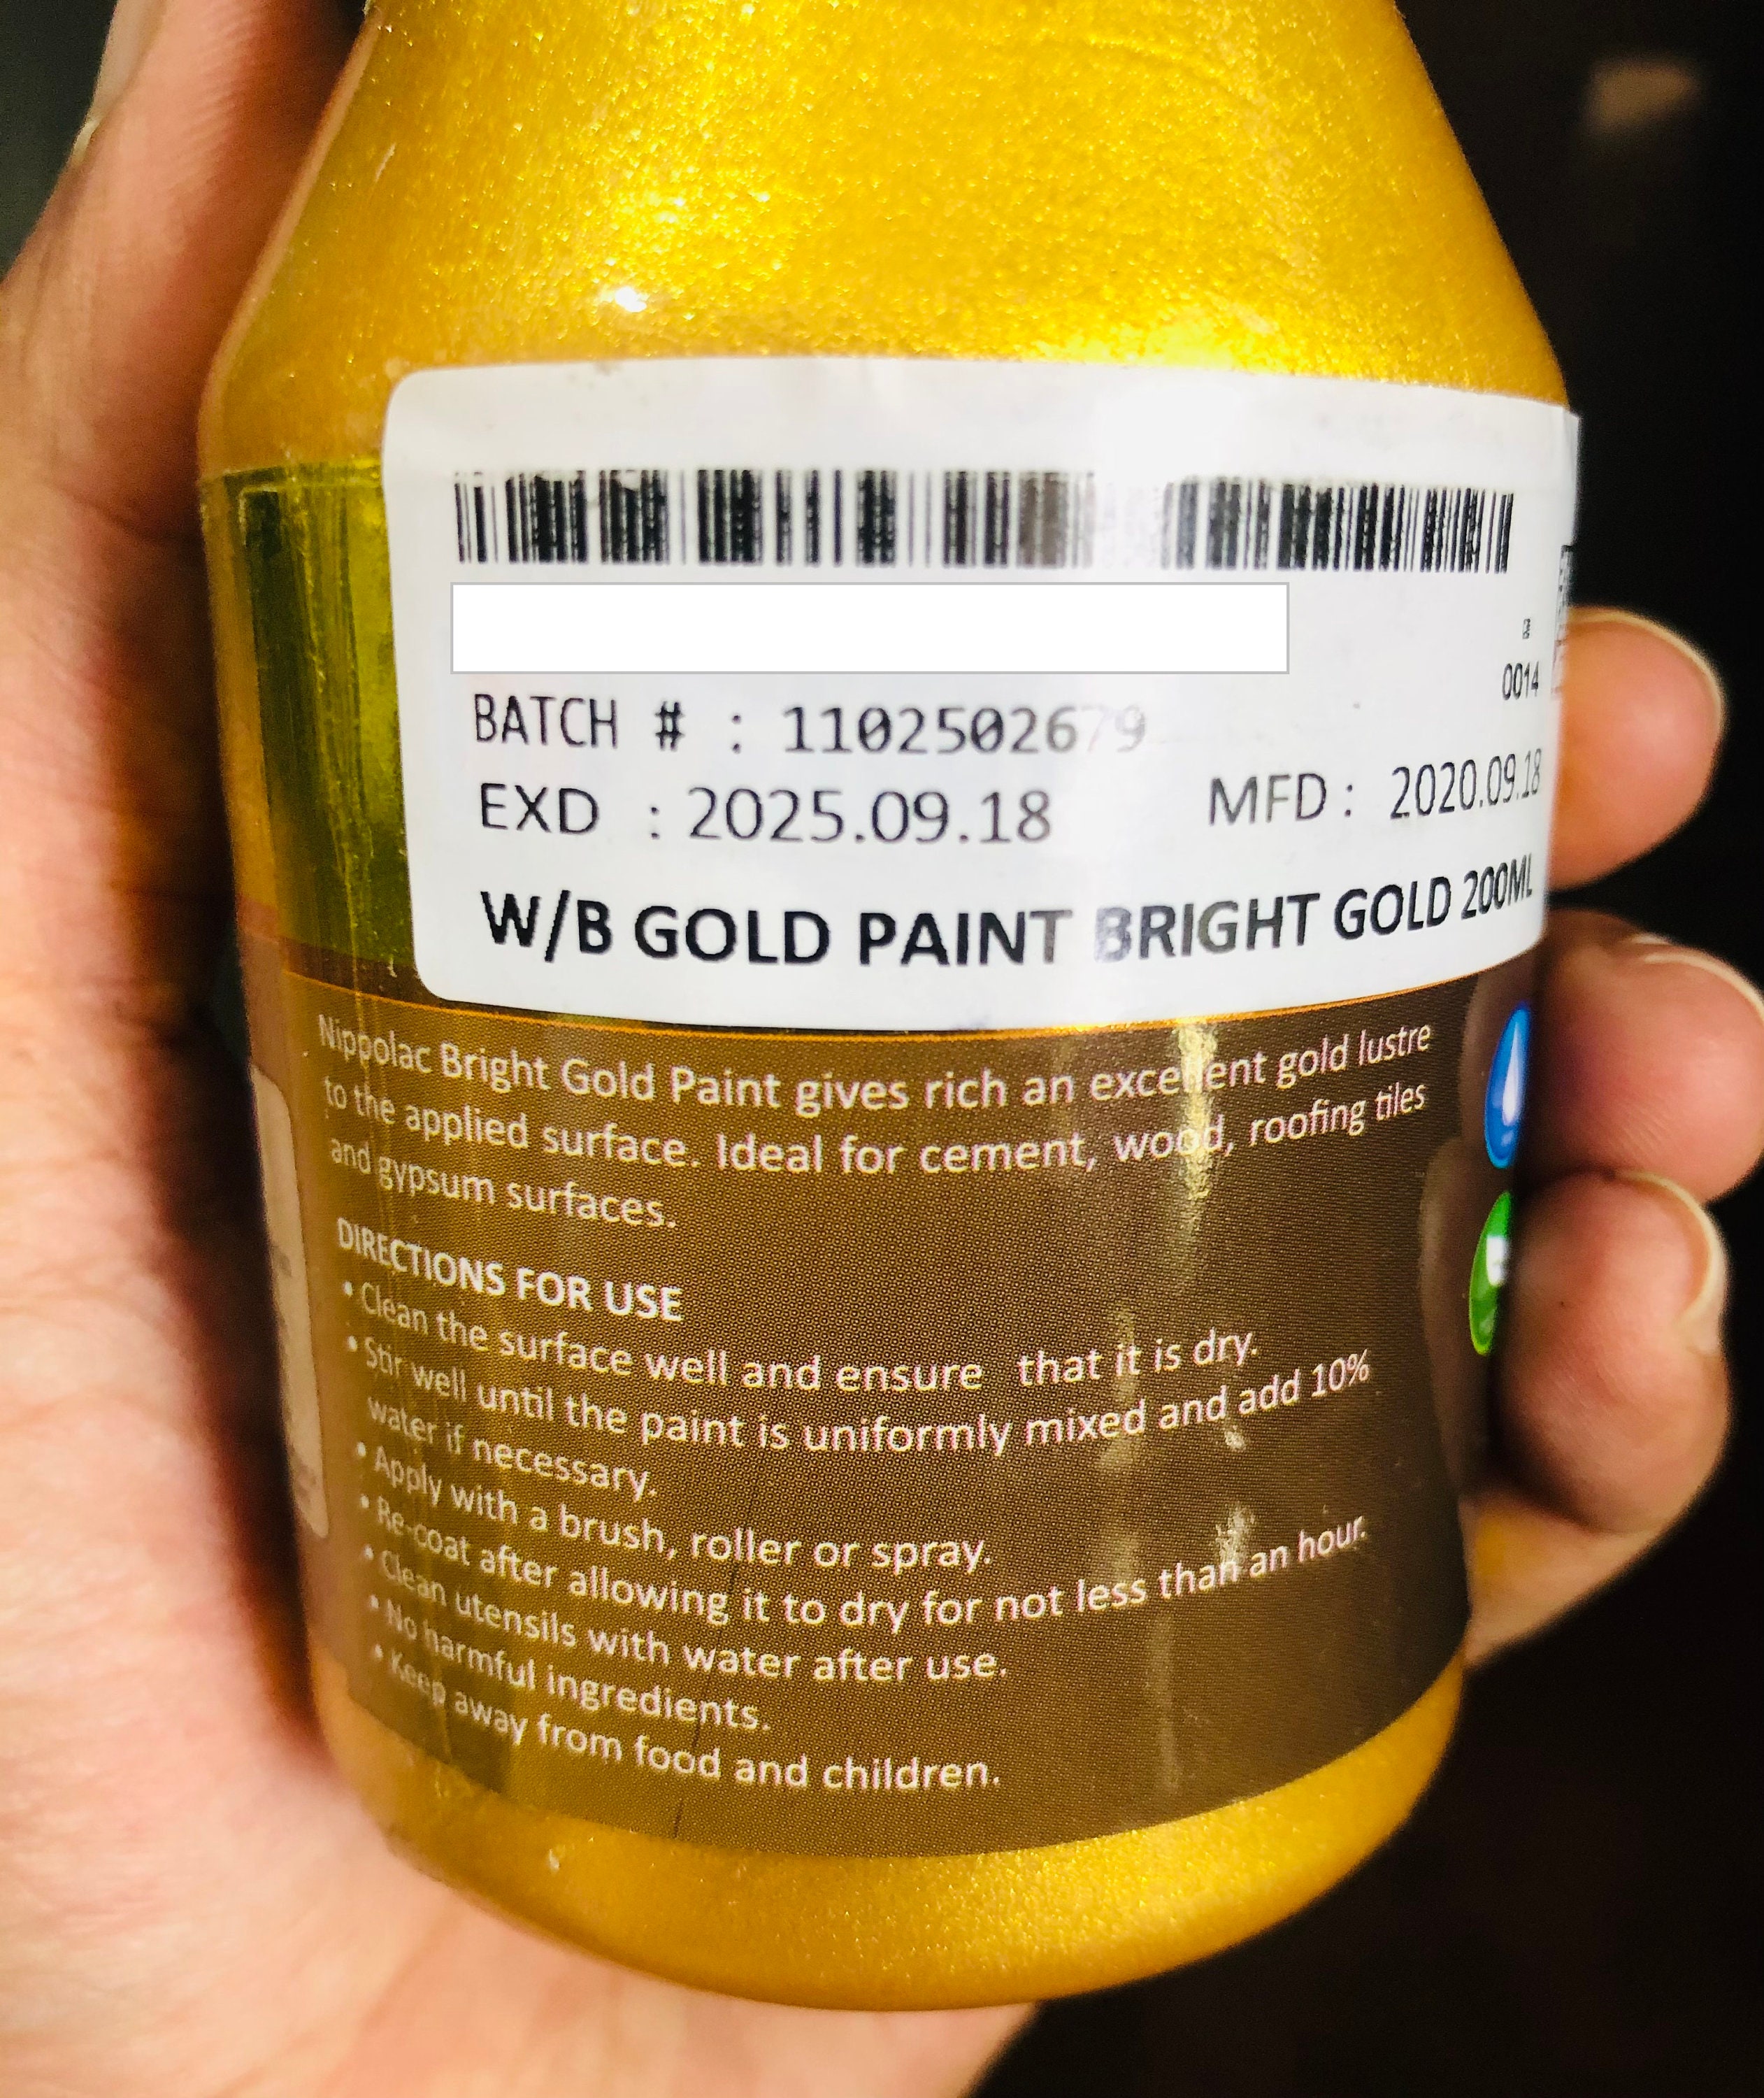 0014
BATCH # : 1102502679
EXD : 2025.09.18 MFD : 2020.09.18
W/B GOLD PAINT BRIGHT GOLD 200ML
Nippolac Bright Gold Paint gives rich an excellent gold lustre
to the applied surface. Ideal for cement, wood, roofing tiles
and gypsum surfaces.
DIRECTIONS FOR USE
• Clean the surface well and ensure that it is dry.
• Stir well until the paint is uniformly mixed and add 10%
water if necessary.
• Apply with a brush, roller or spray.
• Re-coat after allowing it to dry for not less than an hour.
• Clean utensils with water after use.
• No harmful ingredients.
• Keep away from food and children.